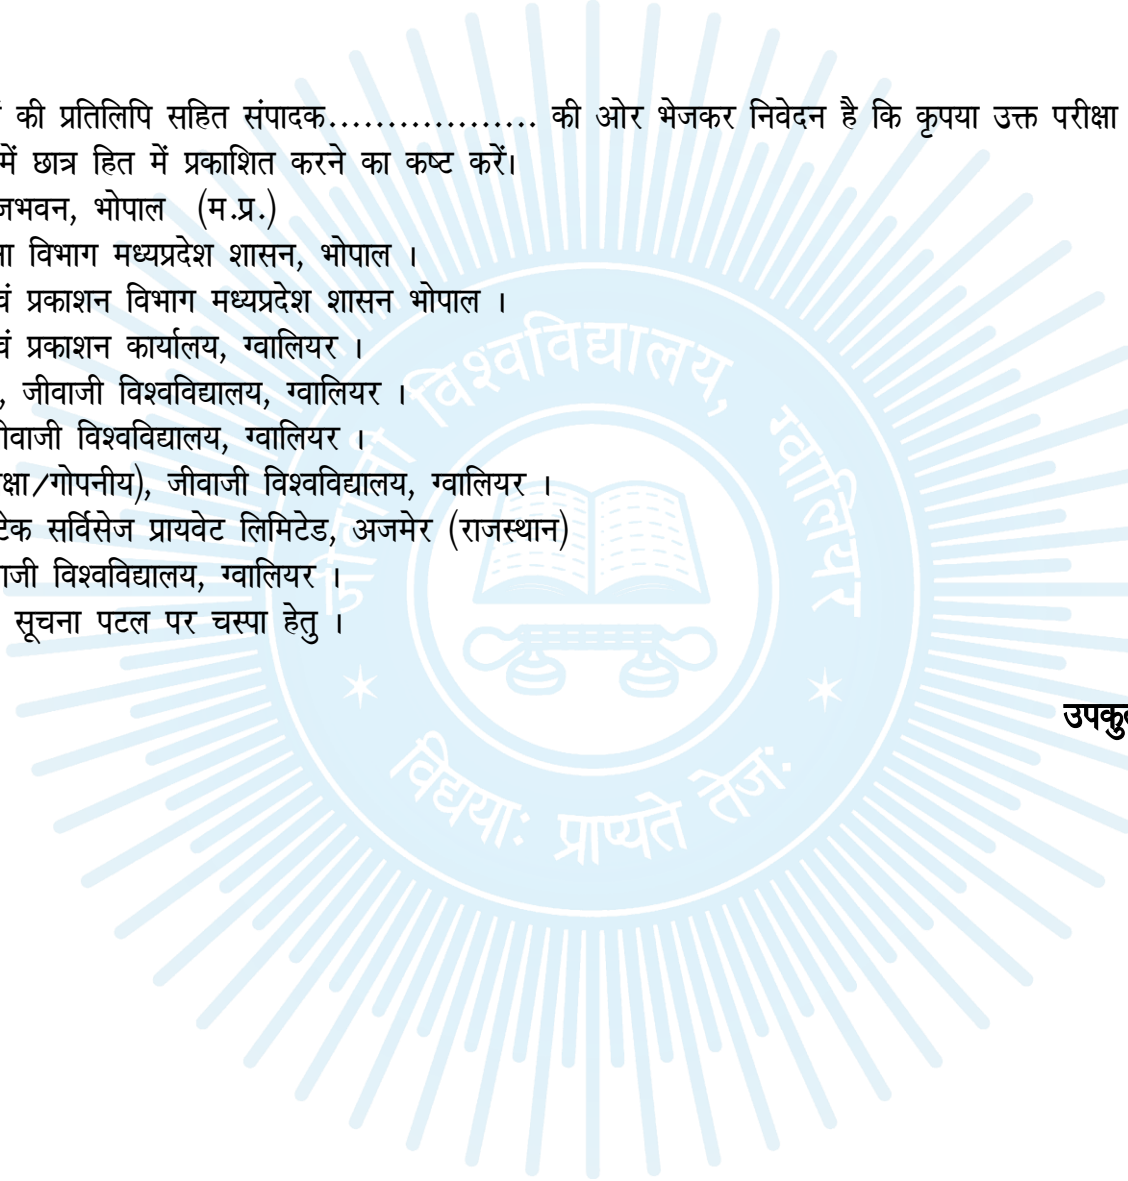 की प्रतिलिपि सहित संपादक.................. की ओर भेजकर निवेदन है कि कृपया उक्त परीक्षा
में छात्र हित में प्रकाशित करने का कष्ट करें।
जभवन, भोपाल (म.प्र.)
विभाग मध्यप्रदेश शासन, भोपाल ।
वं प्रकाशन विभाग मध्यप्रदेश शासन भोपाल ।
वं प्रकाशन कार्यालय, ग्वालियर ।
, जीवाजी विश्वविद्यालय, ग्वालियर ।
ीवाजी विश्वविद्यालय, ग्वालियर ।
क्षा/गोपनीय), जीवाजी विश्वविद्यालय, ग्वालियर ।
टेक सर्विसेज प्रायवेट लिमिटेड, अजमेर (राजस्थान)
ाजी विश्वविद्यालय, ग्वालियर ।
सूचना पटल पर चस्पा हेतु ।
उपकु
जीवाजी विश्वविद्यालय, ग्वालियर
विद्यया: प्राप्यते तेज: